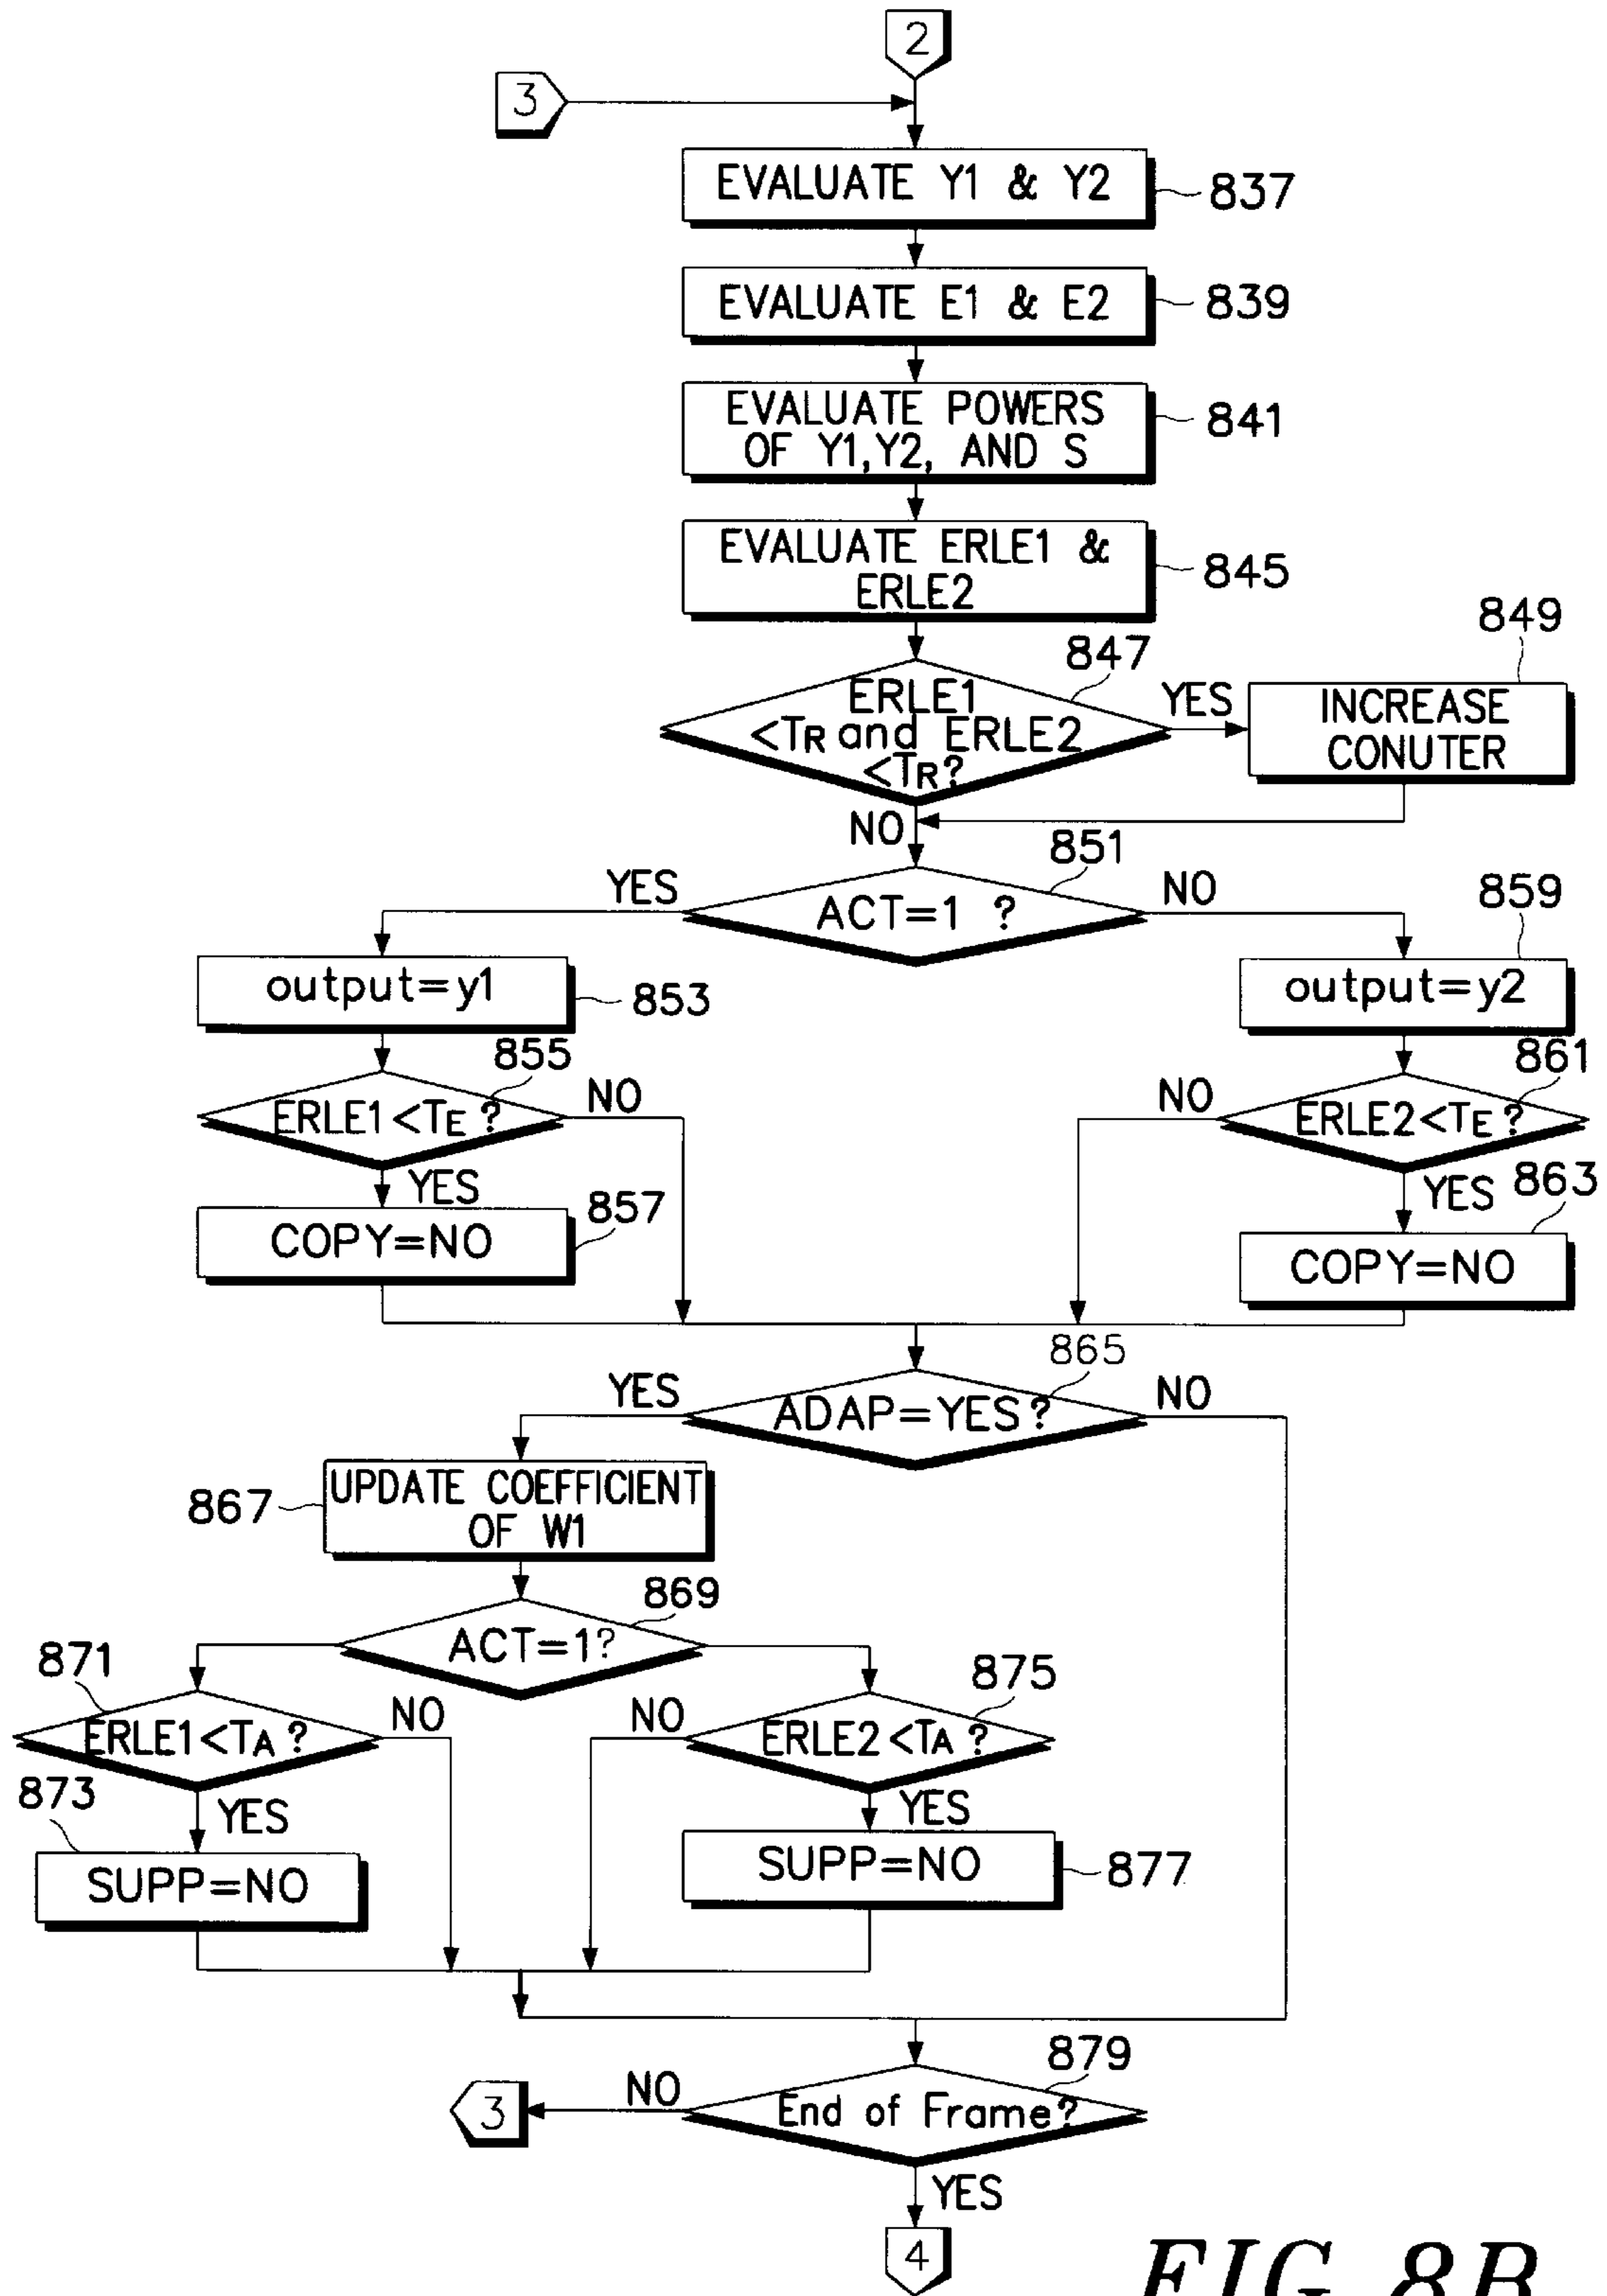 2
3
EVALUATE Y1 & Y2
837
EVALUATE E1 & E2
839
EVALUATE POWERS
OF Y1,Y2, AND S
841
EVALUATE ERLE1 &
ERLE2
845
849
847
ERLE1
<TR and ERLE2
<TR?
YES
INCREASE
CONUTER
NO
851
YES
ACT=1 ?
NO
859
output=y1
853
output=y2
855
861
ERLE1<TE?
NO
NO
ERLE2<TE?
YES
857
YES
863
COPY=NO
COPY=NO
865
YES
ADAP=YES?
NO
867
UPDATE COEFFICIENT
OF W1
869
ACT=1?
871
875
ERLE1<TA?
NO
NO
ERLE2<TA?
873
YES
YES
SUPP=NO
SUPP=NO
877
879
3
NO
End of Frame?
YES
4
FIG 8B